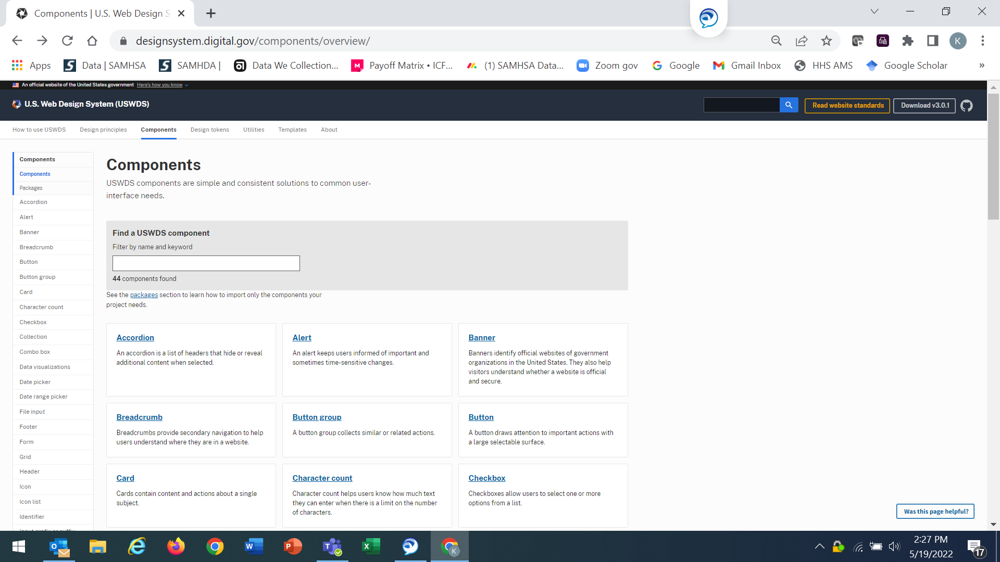 Components | U.S. Web Design S
designsystem.digital.gov/components/overview/
K
Apps
Data | SAMHSA
SAMHDA |
Data We Collection...
Payoff Matrix • ICF...
(1) SAMHSA Data...
Zoom gov
Google
Gmail Inbox
HHS AMS
Google Scholar
»
An official website of the United States government Here's how you know
U.S. Web Design System (USWDS)
Read website standards
Download v3.0.1
How to use USWDS
Design principles
Components
Design tokens
Utilities
Templates
About
Components
Components
Packages
Accordion
Alert
Banner
Breadcrumb
Button
Button group
Card
Character count
Checkbox
Collection
Combo box
Data visualizations
Date picker
Date range picker
File input
Footer
Form
Grid
Header
Icon
Icon list
Identifier
Components
USWDS components are simple and consistent solutions to common user-
interface needs.
Find a USWDS component
Filter by name and keyword
44 components found
See the packages section to learn how to import only the components your
project needs.
Accordion
An accordion is a list of headers that hide or reveal
additional content when selected.
Alert
An alert keeps users informed of important and
sometimes time-sensitive changes.
Banner
Banners identify official websites of government
organizations in the United States. They also help
visitors understand whether a website is official
and secure.
Breadcrumb
Breadcrumbs provide secondary navigation to help
users understand where they are in a website.
Button group
A button group collects similar or related actions.
Button
A button draws attention to important actions with
a large selectable surface.
Card
Cards contain content and actions about a single
subject.
Character count
Character count helps users know how much text
they can enter when there is a limit on the number
of characters.
Checkbox
Checkboxes allow users to select one or more
options from a list.
Was this page helpful?
2:27 PM
5/19/2022
17